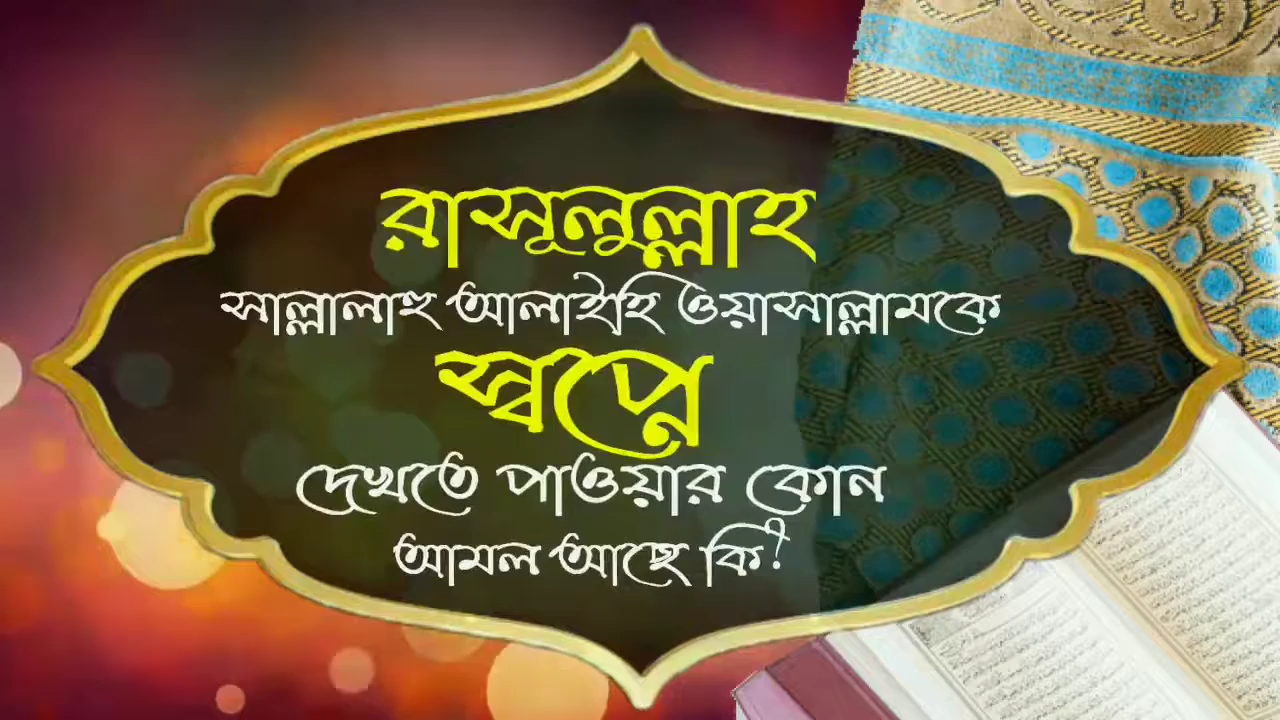 রাসূলুল্লাহ
সাল্লালাহু আলাইহি ওয়াসাল্লামকে
স্বপ্নে
দেখতে পাওয়ার কোন
আমল আছে কি?